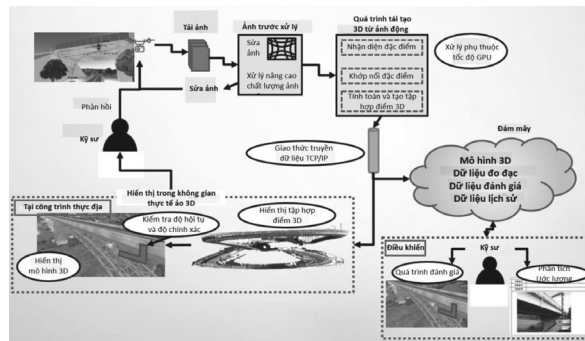 Tải ảnh
Ảnh trước xử lý
Sửa
ảnh
Xử lý nâng cao
chất lượng ảnh
Quá trình tái tạo
3D từ ảnh động
Nhận diện đặc điểm
Khớp nối đặc điểm
Tính toán và tạo tập
hợp điểm 3D
Xử lý phụ thuộc
tốc độ GPU
Phản hồi
Sửa ảnh
Kỹ sư
Giao thức truyền
dữ liệu TCP/IP
Đám mây
Mô hình 3D
Dữ liệu đo đạc
Dữ liệu đánh giá
Dữ liệu lịch sử
Hiển thị trong không gian
thực tế ảo 3D
Tại công trình thực địa
Kiểm tra độ hội tụ
và độ chính xác
Hiển thị tập hợp
điểm 3D
Hiển thị
mô hình 3D
Điều khiển
Kỹ sư
Quá trình đánh giá
Phân tích
Ước lượng